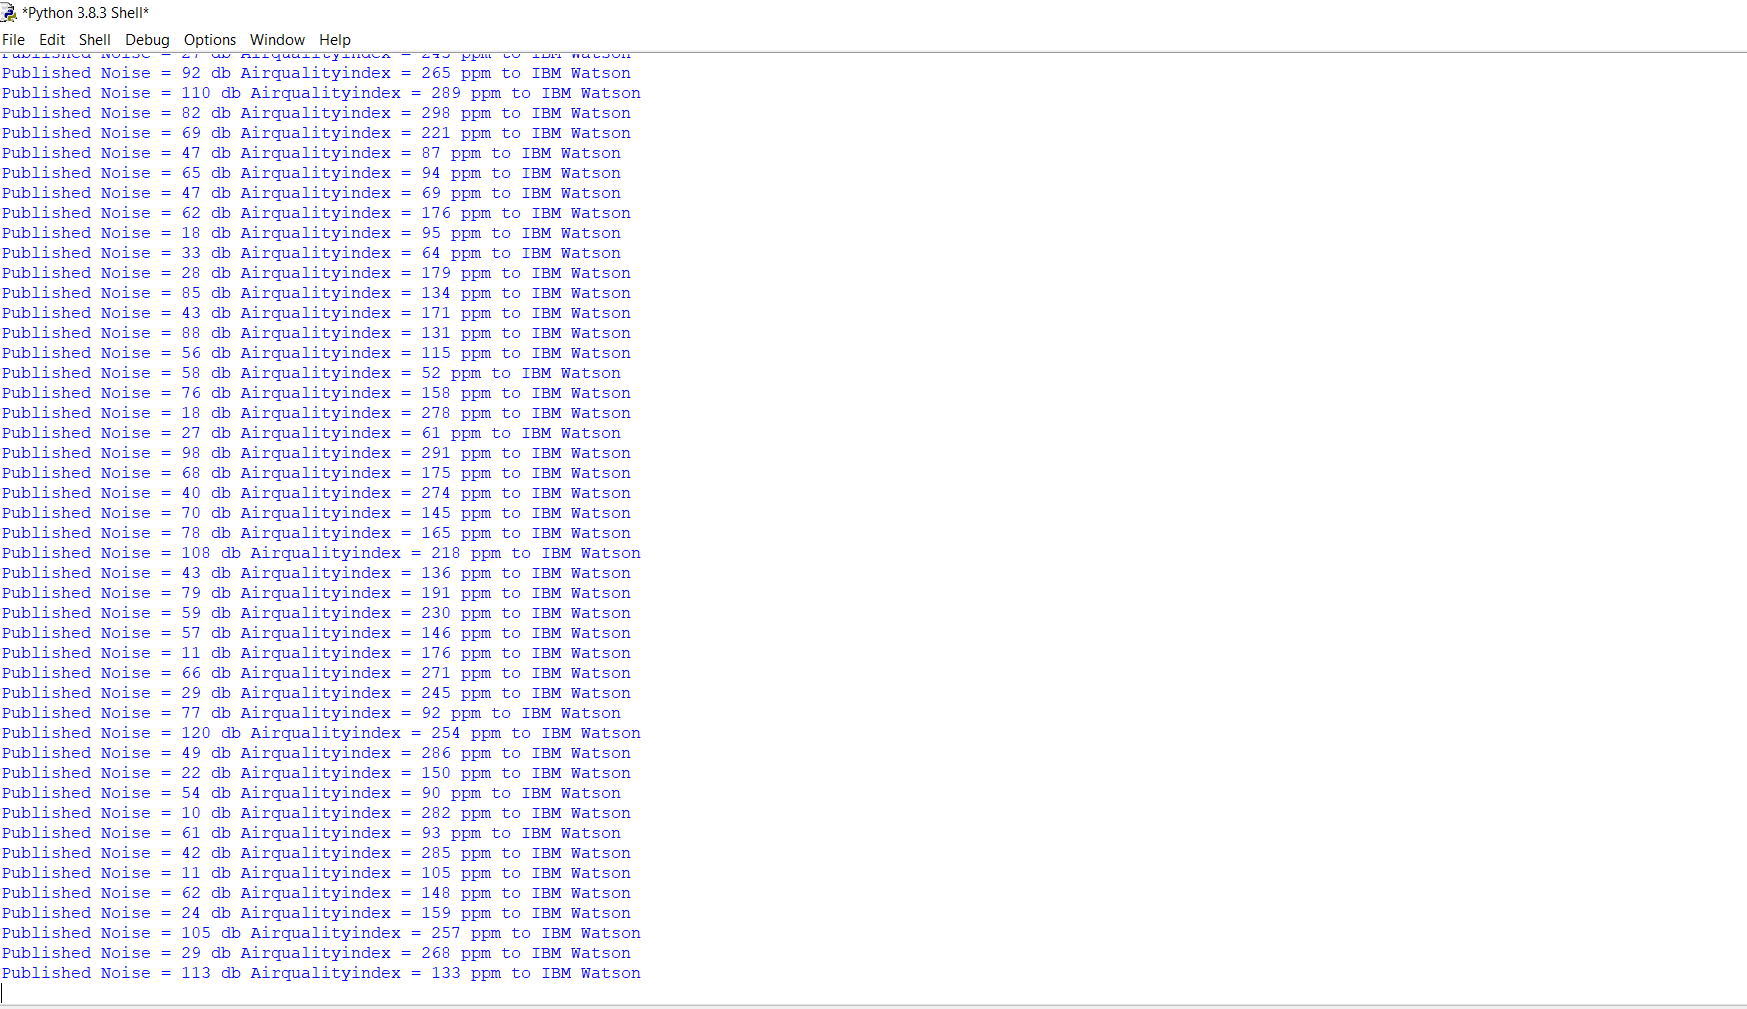 *Python 3.8.3 Shell*
File Edit Shell Debug Options Window Help
Published Noise = 27 db Airqualityindex = 245 ppm to IBM Watson
Published Noise = 92 db Airqualityindex = 265 ppm to IBM Watson
Published Noise = 110 db Airqualityindex = 289 ppm to IBM Watson
Published Noise = 82 db Airqualityindex = 298 ppm to IBM Watson
Published Noise = 69 db Airqualityindex = 221 ppm to IBM Watson
Published Noise = 47 db Airqualityindex = 87 ppm to IBM Watson
Published Noise = 65 db Airqualityindex = 94 ppm to IBM Watson
Published Noise = 47 db Airqualityindex = 69 ppm to IBM Watson
Published Noise = 62 db Airqualityindex = 176 ppm to IBM Watson
Published Noise = 18 db Airqualityindex = 95 ppm to IBM Watson
Published Noise = 33 db Airqualityindex = 64 ppm to IBM Watson
Published Noise = 28 db Airqualityindex = 179 ppm to IBM Watson
Published Noise = 85 db Airqualityindex = 134 ppm to IBM Watson
Published Noise = 43 db Airqualityindex = 171 ppm to IBM Watson
Published Noise = 88 db Airqualityindex = 131 ppm to IBM Watson
Published Noise = 56 db Airqualityindex = 115 ppm to IBM Watson
Published Noise = 58 db Airqualityindex = 52 ppm to IBM Watson
Published Noise = 76 db Airqualityindex = 158 ppm to IBM Watson
Published Noise = 18 db Airqualityindex = 278 ppm to IBM Watson
Published Noise = 27 db Airqualityindex = 61 ppm to IBM Watson
Published Noise = 98 db Airqualityindex = 291 ppm to IBM Watson
Published Noise = 68 db Airqualityindex = 175 ppm to IBM Watson
Published Noise = 40 db Airqualityindex = 274 ppm to IBM Watson
Published Noise = 70 db Airqualityindex = 145 ppm to IBM Watson
Published Noise = 78 db Airqualityindex = 165 ppm to IBM Watson
Published Noise = 108 db Airqualityindex = 218 ppm to IBM Watson
Published Noise = 43 db Airqualityindex = 136 ppm to IBM Watson
Published Noise = 79 db Airqualityindex = 191 ppm to IBM Watson
Published Noise = 59 db Airqualityindex = 230 ppm to IBM Watson
Published Noise = 57 db Airqualityindex = 146 ppm to IBM Watson
Published Noise = 11 db Airqualityindex = 176 ppm to IBM Watson
Published Noise = 66 db Airqualityindex = 271 ppm to IBM Watson
Published Noise = 29 db Airqualityindex = 245 ppm to IBM Watson
Published Noise = 77 db Airqualityindex = 92 ppm to IBM Watson
Published Noise = 120 db Airqualityindex = 254 ppm to IBM Watson
Published Noise = 49 db Airqualityindex = 286 ppm to IBM Watson
Published Noise = 22 db Airqualityindex = 150 ppm to IBM Watson
Published Noise = 54 db Airqualityindex = 90 ppm to IBM Watson
Published Noise = 10 db Airqualityindex = 282 ppm to IBM Watson
Published Noise = 61 db Airqualityindex = 93 ppm to IBM Watson
Published Noise = 42 db Airqualityindex = 285 ppm to IBM Watson
Published Noise = 11 db Airqualityindex = 105 ppm to IBM Watson
Published Noise = 62 db Airqualityindex = 148 ppm to IBM Watson
Published Noise = 24 db Airqualityindex = 159 ppm to IBM Watson
Published Noise = 105 db Airqualityindex = 257 ppm to IBM Watson
Published Noise = 29 db Airqualityindex = 268 ppm to IBM Watson
Published Noise = 113 db Airqualityindex = 133 ppm to IBM Watson